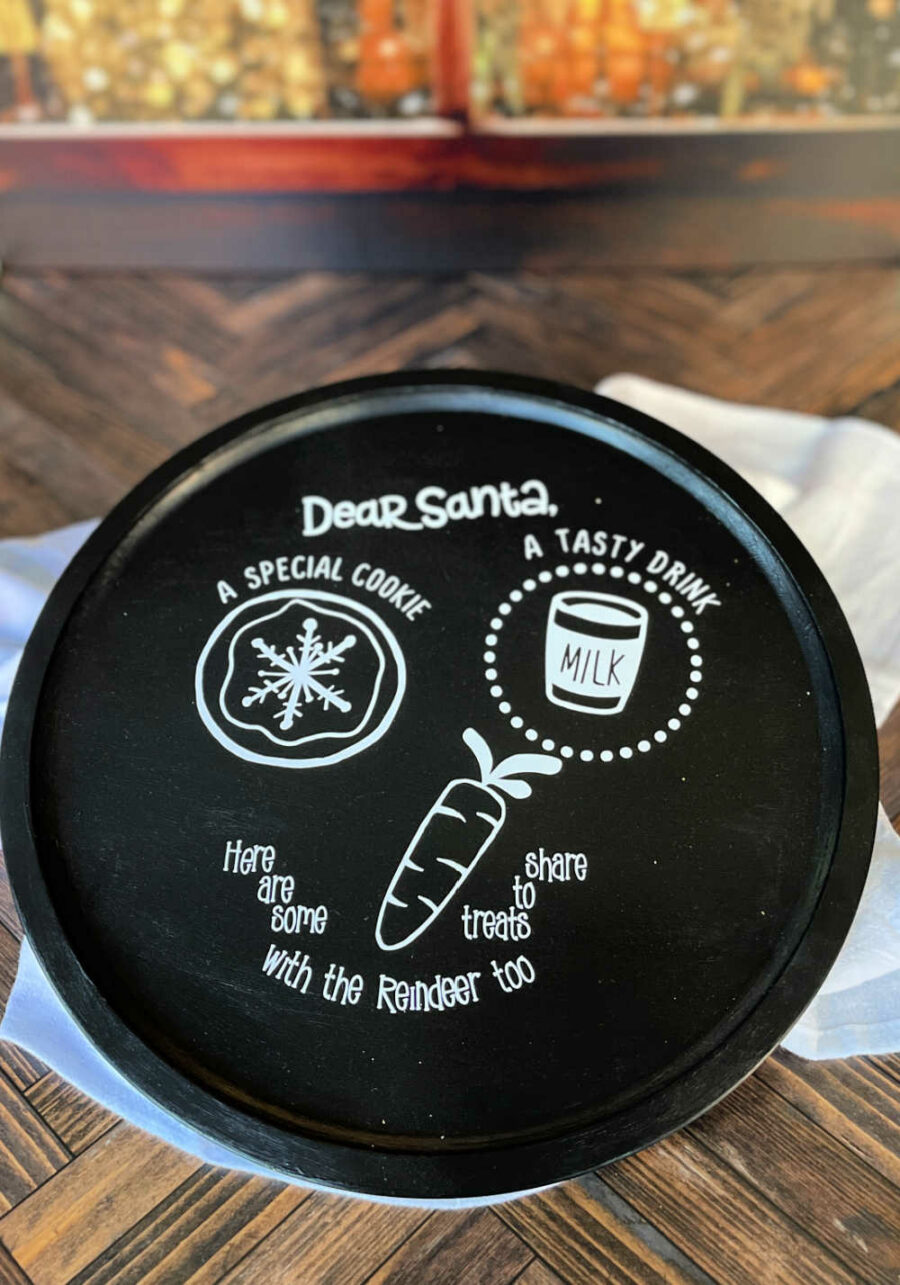 Dear Santa,
A SPECIAL COOKIE
A TASTY DRINK
MILK
Here
are
some
treats
to
share
with the Reindeer too